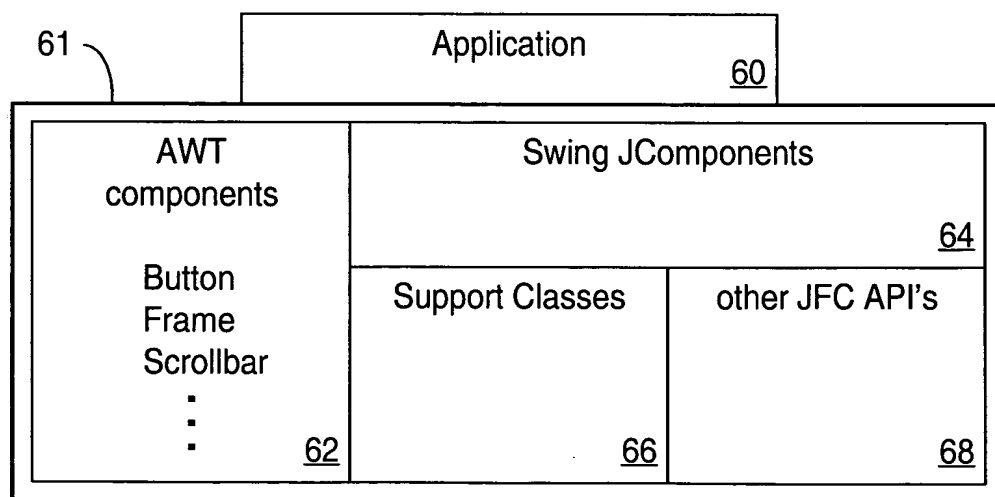 61
Application
60
AWT
components
Button
Frame
Scrollbar
62
Swing JComponents
64
Support Classes
66
other JFC API's
68